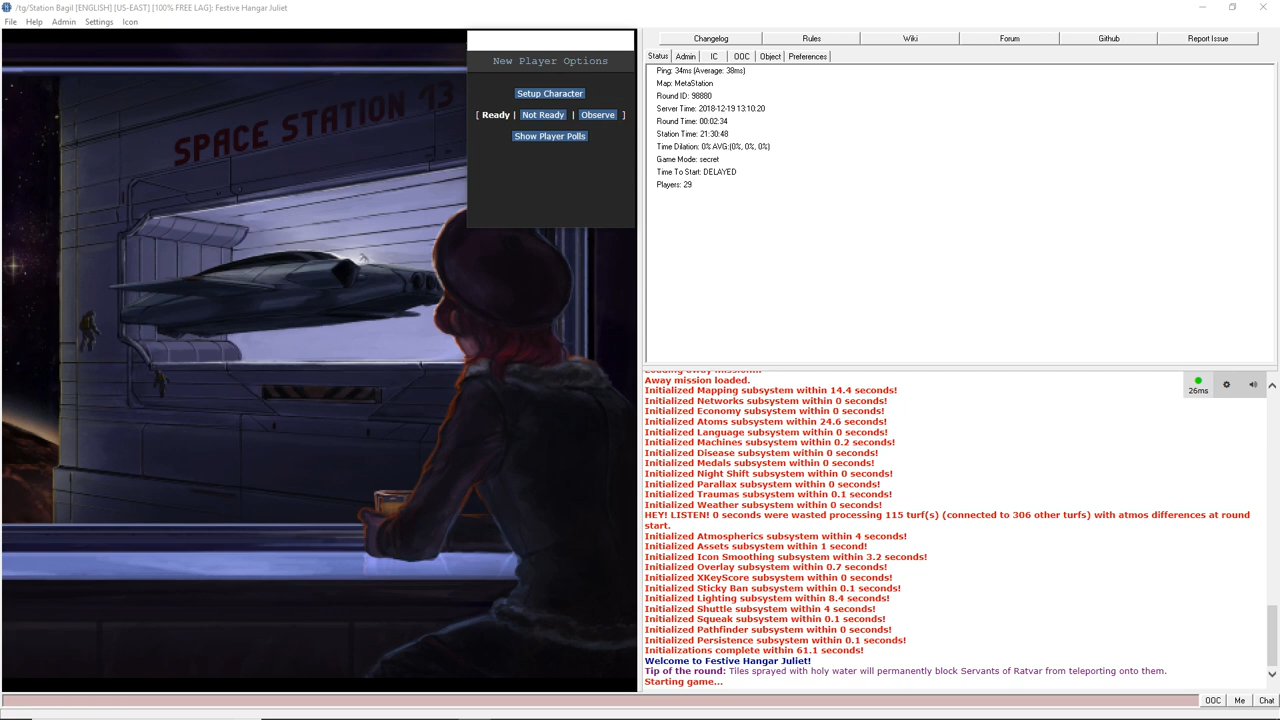 /tg/Station Bagil [ENGLISH] [US-EAST] [100% FREE LAG]: Festive Hangar Juliet
File Help Admin Settings Icon
SPACE STATION 13
New Player Options
Setup Character
[ Ready | Not Ready | Observe ]
Show Player Polls
Changelog Rules Wiki Forum Github Report Issue
Status Admin IC OOC Object Preferences
Ping: 34ms (Average: 38ms)
Map: MetaStation
Round ID: 98880
Server Time: 2018-12-19 13:10:20
Round Time: 00:02:34
Station Time: 21:30:48
Time Dilation: 0% AVG:(0%, 0%, 0%)
Game Mode: secret
Time To Start: DELAYED
Players: 29
Loading away mission...
Away mission loaded.
Initialized Mapping subsystem within 14.4 seconds!
Initialized Networks subsystem within 0 seconds!
Initialized Economy subsystem within 0 seconds!
Initialized Atoms subsystem within 24.6 seconds!
Initialized Language subsystem within 0 seconds!
Initialized Machines subsystem within 0.2 seconds!
Initialized Disease subsystem within 0 seconds!
Initialized Medals subsystem within 0 seconds!
Initialized Night Shift subsystem within 0 seconds!
Initialized Parallax subsystem within 0 seconds!
Initialized Traumas subsystem within 0.1 seconds!
Initialized Weather subsystem within 0 seconds!
HEY! LISTEN! 0 seconds were wasted processing 115 turf(s) (connected to 306 other turfs) with atmos differences at round
start.
Initialized Atmospherics subsystem within 4 seconds!
Initialized Assets subsystem within 1 second!
Initialized Icon Smoothing subsystem within 3.2 seconds!
Initialized Overlay subsystem within 0.7 seconds!
Initialized XKeyScore subsystem within 0 seconds!
Initialized Sticky Ban subsystem within 0.1 seconds!
Initialized Lighting subsystem within 8.4 seconds!
Initialized Shuttle subsystem within 4 seconds!
Initialized Squeak subsystem within 0.1 seconds!
Initialized Pathfinder subsystem within 0 seconds!
Initialized Persistence subsystem within 0.1 seconds!
Initializations complete within 61.1 seconds!
Welcome to Festive Hangar Juliet!
Tip of the round: Tiles sprayed with holy water will permanently block Servants of Ratvar from teleporting onto them.
Starting game...
26ms
OOC Me Chat